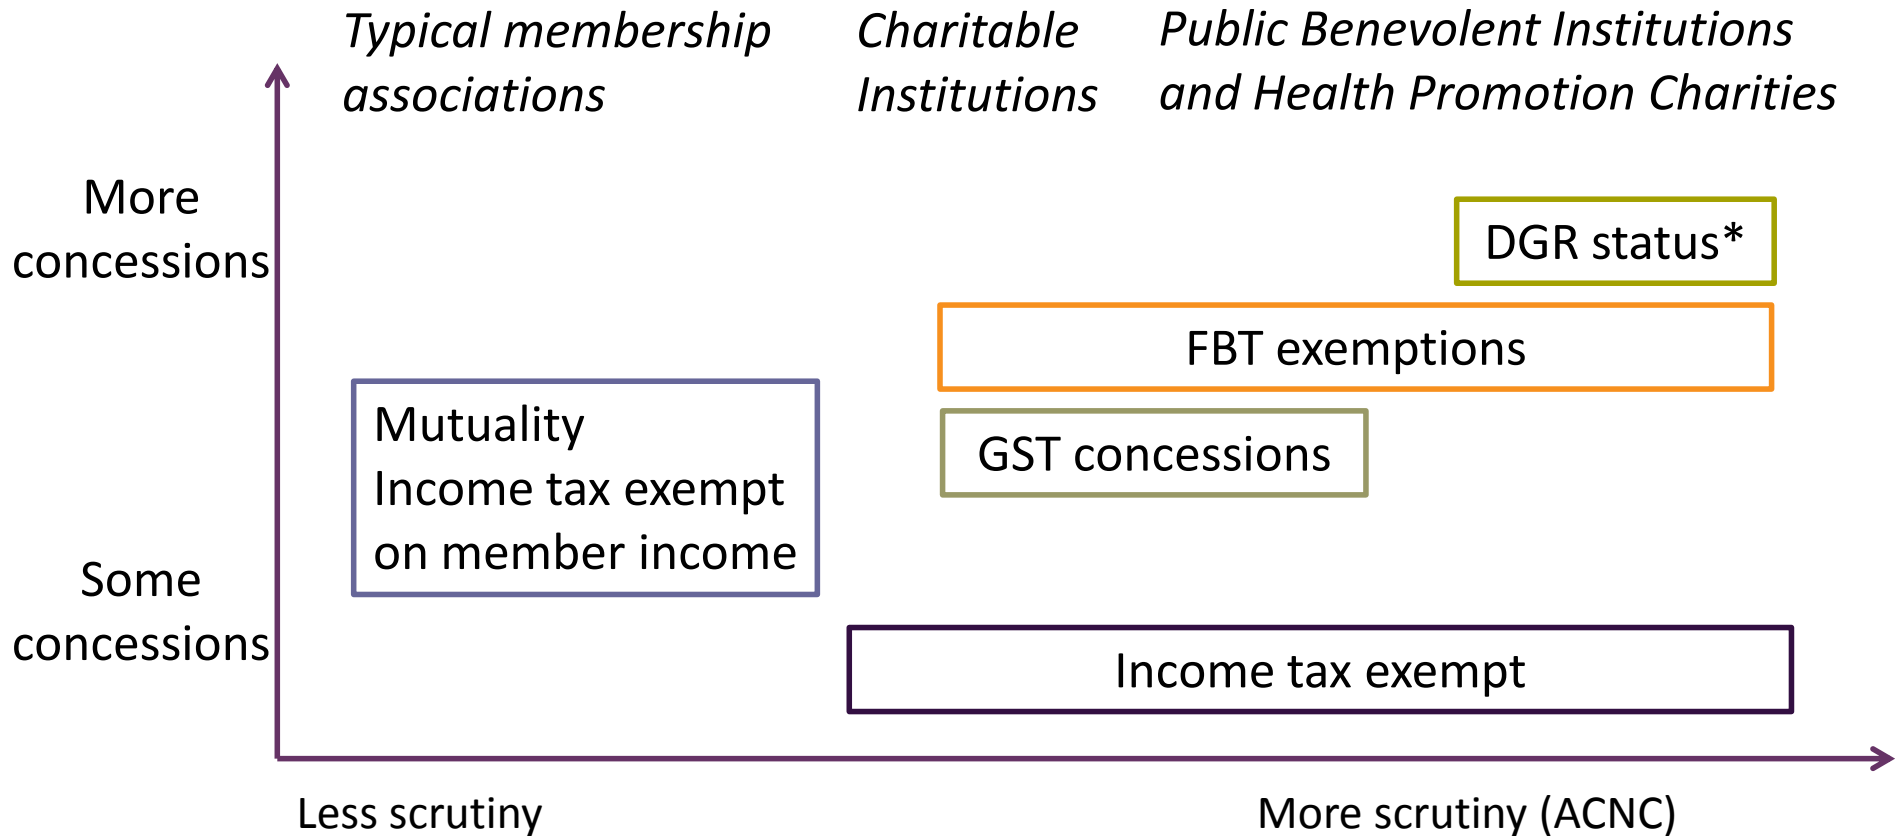 Typical membership
associations
Charitable
Institutions
Public Benevolent Institutions
and Health Promotion Charities
More
concessions
DGR status*
FBT exemptions
Mutuality
Income tax exempt
on member income
GST concessions
Some
concessions
Income tax exempt
Less scrutiny
More scrutiny (ACNC)